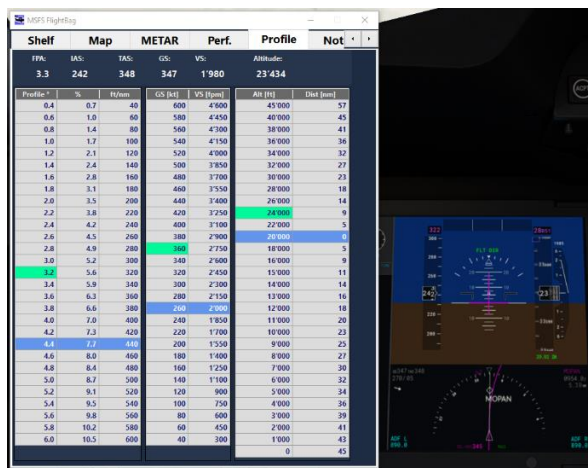 MSFS FlightBag
Shelf Map METAR Perf. Profile Not
FPA: IAS: TAS: GS: VS: Altitude:
3.3 242 348 347 1'980 23'434
Profile ° % ft/nm GS [kt] VS [fpm] Alt [ft] Dist [nm]
0.4 0.7 40 600 4'600 45'000 57
0.6 1.0 60 580 4'450 40'000 45
0.8 1.4 80 560 4'300 38'000 41
1.0 1.7 100 540 4'150 36'000 36
1.2 2.1 120 520 4'000 34'000 32
1.4 2.4 140 500 3'850 32'000 27
1.6 2.8 160 480 3'700 30'000 23
1.8 3.1 180 460 3'550 28'000 18
2.0 3.5 200 440 3'400 26'000 14
2.2 3.8 220 420 3'250 24'000 9
2.4 4.2 240 400 3'100 22'000 5
2.6 4.5 260 380 2'900 20'000 0
2.8 4.9 280 360 2'750 18'000 5
3.0 5.2 300 340 2'600 16'000 9
3.2 5.6 320 320 2'450 15'000 11
3.4 5.9 340 300 2'300 14'000 14
3.6 6.3 360 280 2'150 13'000 16
3.8 6.6 380 260 2'000 12'000 18
4.0 7.0 400 240 1'850 11'000 20
4.2 7.3 420 220 1'700 10'000 23
4.4 7.7 440 200 1'550 9'000 25
4.6 8.0 460 180 1'400 8'000 27
4.8 8.4 480 160 1'250 7'000 30
5.0 8.7 500 140 1'100 6'000 32
5.2 9.1 520 120 900 5'000 34
5.4 9.5 540 100 750 4'000 36
5.6 9.8 560 80 600 3'000 39
5.8 10.2 580 60 450 2'000 41
6.0 10.5 600 40 300 1'000 43
0 45
322
FLT DIR
MOPAN
ADF L